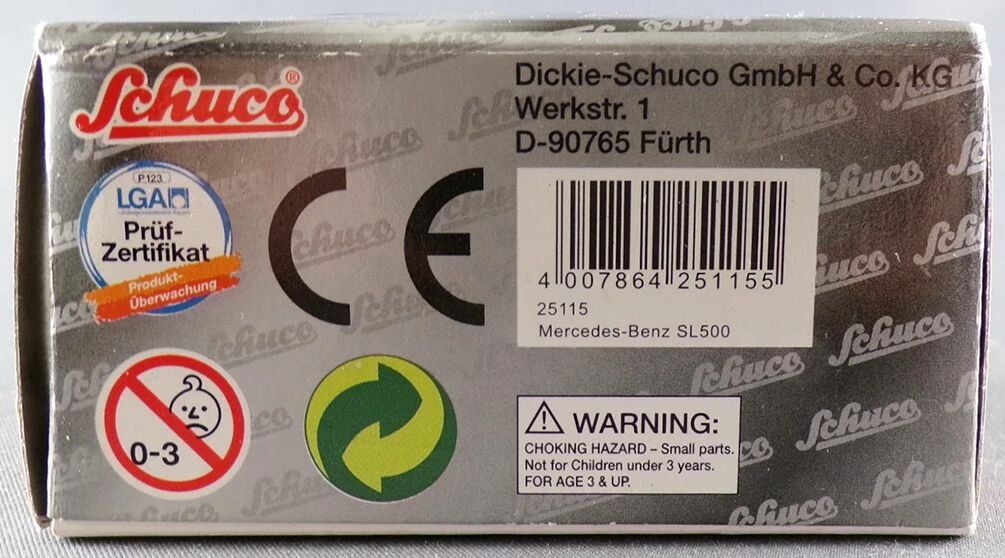 Schuco®
Dickie-Schuco GmbH & Co. KG
Werkstr. 1
D-90765 Fürth
P123
LGA
Prüf-
Zertifikat
Produkt-
Überwachung
CE
4 007864 251155
25115
Mercedes-Benz SL500
0-3
WARNING:
CHOKING HAZARD – Small parts.
Not for Children under 3 years.
FOR AGE 3 & UP.